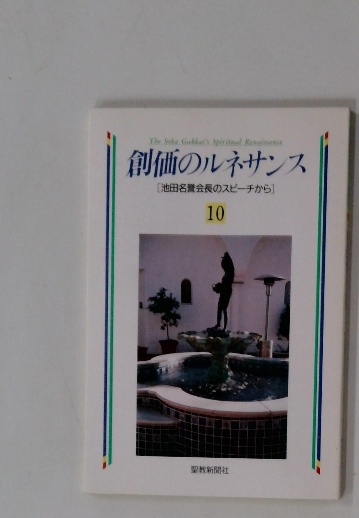 The Soka Gakkai's Spiritual Renaissance
創価のルネサンス
[池田名誉会長のスピーチから]
10
聖教新聞社